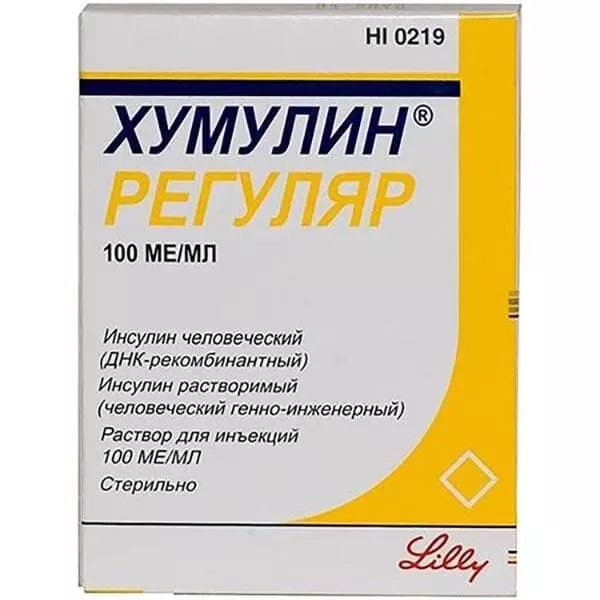 HI 0219
ХУМУЛИН®
РЕГУЛЯР
100 МЕ/МЛ
Инсулин человеческий
(ДНК-рекомбинантный)
Инсулин растворимый
(человеческий генно-инженерный)
Раствор для инъекций
100 МЕ/МЛ
Стерильно
Lilly